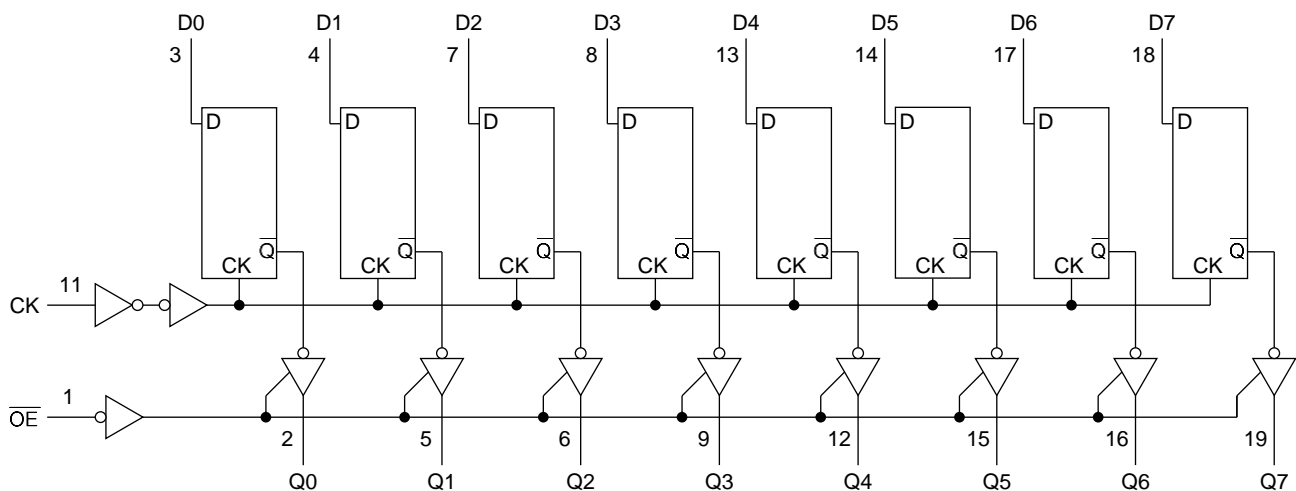 D0 D1 D2 D3 D4 D5 D6 D7
3 4 7 8 13 14 17 18
D D D D D D D D
Q̅ Q̅ Q̅ Q̅ Q̅ Q̅ Q̅ Q̅
CK CK CK CK CK CK CK CK
11
CK
1
O̅E̅
2 5 6 9 12 15 16 19
Q0 Q1 Q2 Q3 Q4 Q5 Q6 Q7